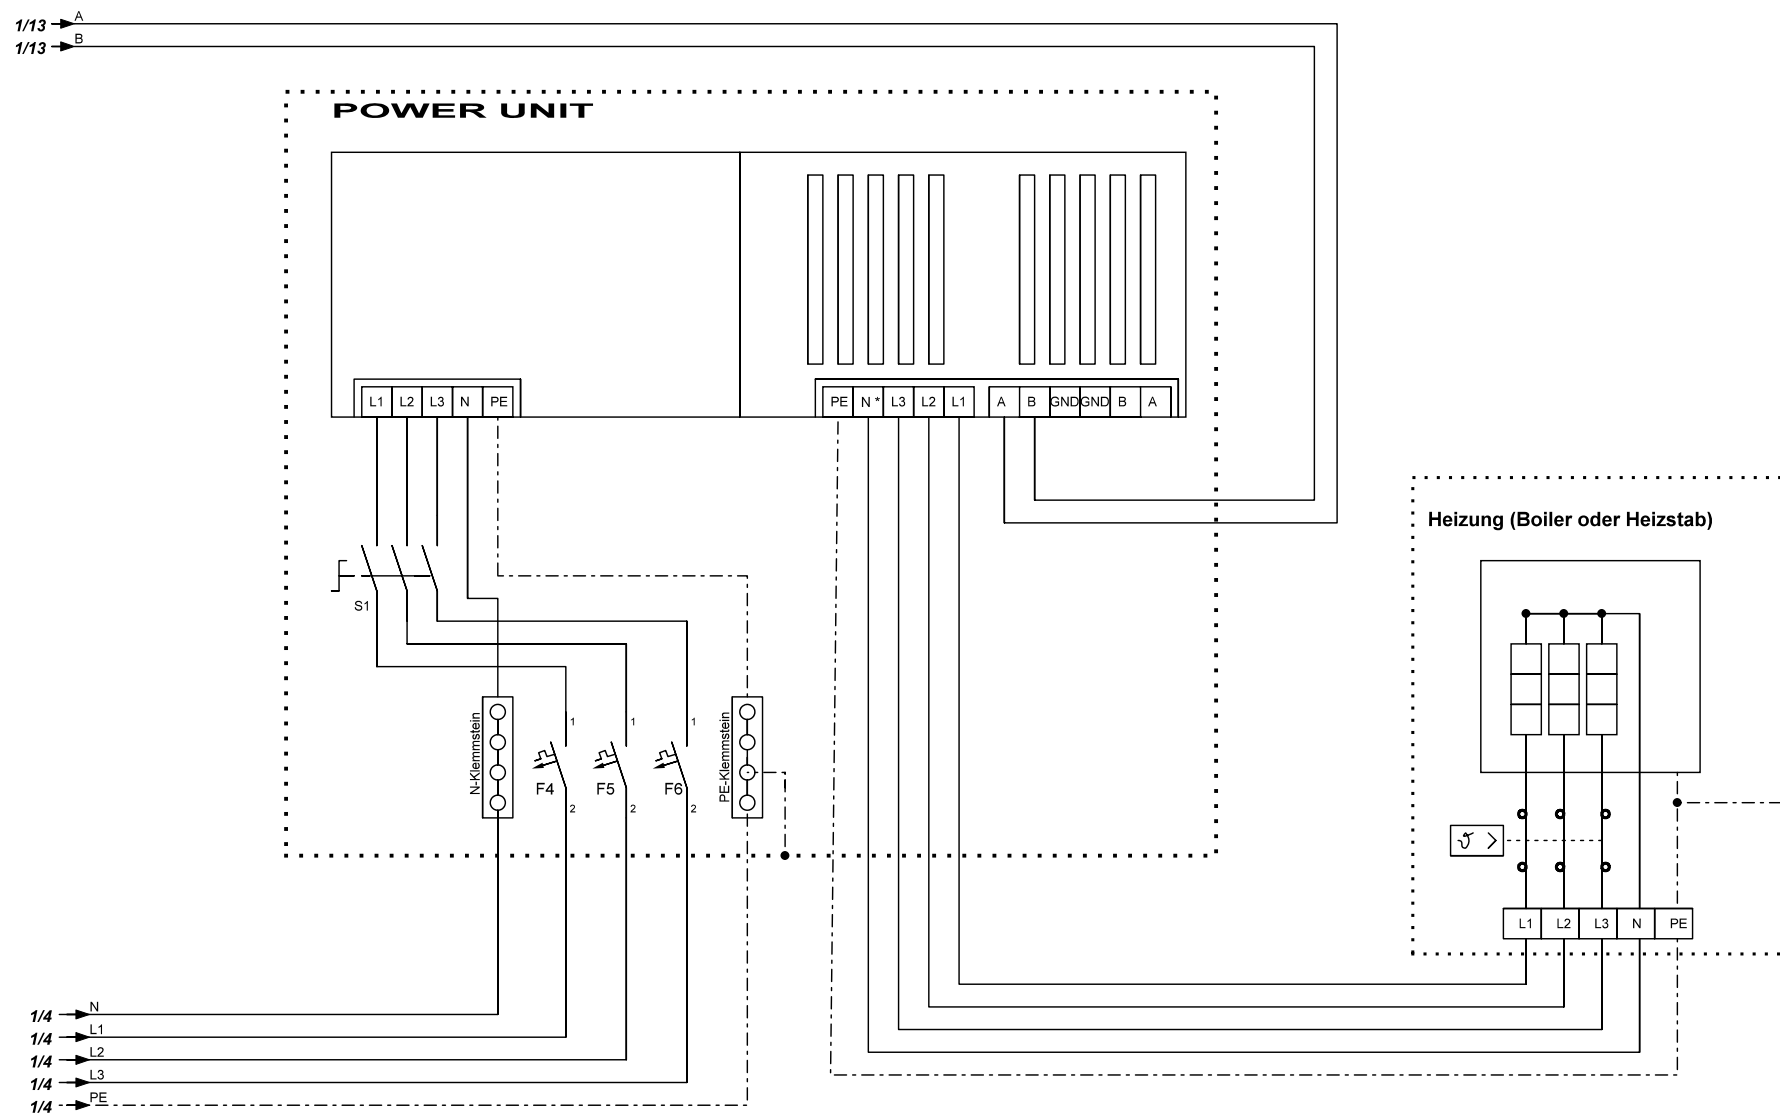 1/13 A
1/13 B
POWER UNIT
L1 L2 L3 N PE
PE N * L3 L2 L1 A B GND GND B A
Heizung (Boiler oder Heizstab)
S1
N-Klemmstein
1 1 1
PE-Klemmstein
F4 F5 F6
2 2 2
ϑ >
L1 L2 L3 N PE
1/4 N
1/4 L1
1/4 L2
1/4 L3
1/4 PE